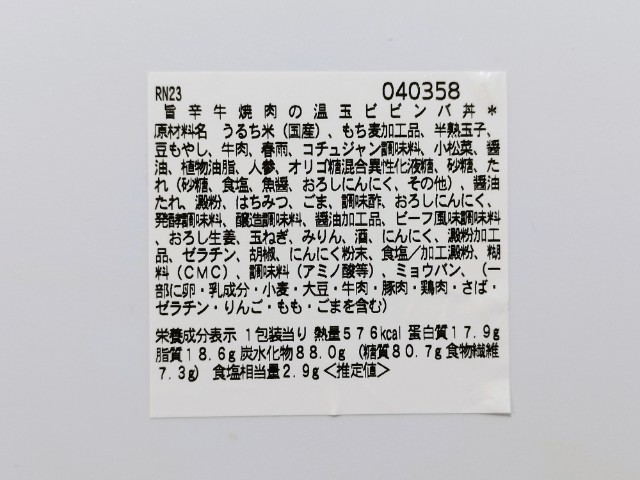 RN23 040358
旨辛牛焼肉の温玉ビビンバ丼*
原材料名 うるち米（国産）、もち麦加工品、半熟玉子、
豆もやし、牛肉、春雨、コチュジャン調味料、小松菜、醤
油、植物油脂、人参、オリゴ糖混合異性化液糖、砂糖、た
れ（砂糖、食塩、魚醤、おろしにんにく、その他）、醤油
たれ、澱粉、はちみつ、ごま、調味酢、おろしにんにく、
発酵調味料、醸造調味料、醤油加工品、ビーフ風味調味料
、おろし生姜、玉ねぎ、みりん、酒、にんにく、澱粉加工
品、ゼラチン、胡椒、にんにく粉末、食塩／加工澱粉、糊
料（CMC）、調味料（アミノ酸等）、ミョウバン、（一
部に卵・乳成分・小麦・大豆・牛肉・豚肉・鶏肉・さば・
ゼラチン・りんご・もも・ごまを含む）
栄養成分表示 1包装当り 熱量576kcal 蛋白質17.9g
脂質18.6g 炭水化物88.0g （糖質80.7g 食物繊維
7.3g） 食塩相当量2.9g＜推定値＞